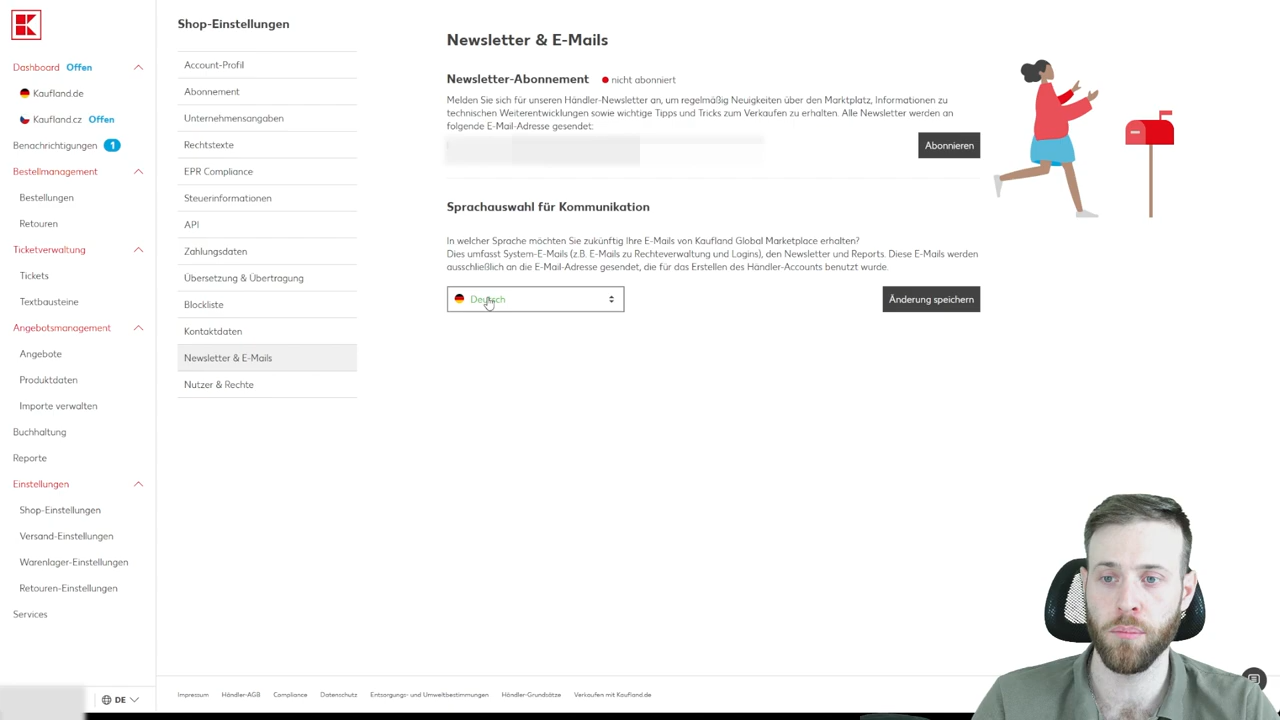 Dashboard Offen
Kaufland.de
Kaufland.cz Offen
Benachrichtigungen 1
Bestellmanagement
Bestellungen
Retouren
Ticketverwaltung
Tickets
Textbausteine
Angebotsmanagement
Angebote
Produktdaten
Importe verwalten
Buchhaltung
Reporte
Einstellungen
Shop-Einstellungen
Versand-Einstellungen
Warenlager-Einstellungen
Retouren-Einstellungen
Services
DE
Shop-Einstellungen
Account-Profil
Abonnement
Unternehmensangaben
Rechtstexte
EPR Compliance
Steuerinformationen
API
Zahlungsdaten
Übersetzung & Übertragung
Blockliste
Kontaktdaten
Newsletter & E-Mails
Nutzer & Rechte
Newsletter & E-Mails
Newsletter-Abonnement nicht abonniert
Melden Sie sich für unseren Händler-Newsletter an, um regelmäßig Neuigkeiten über den Marktplatz, Informationen zu
technischen Weiterentwicklungen sowie wichtige Tipps und Tricks zum Verkaufen zu erhalten. Alle Newsletter werden an
folgende E-Mail-Adresse gesendet:
Abonnieren
Sprachauswahl für Kommunikation
In welcher Sprache möchten Sie zukünftig Ihre E-Mails von Kaufland Global Marketplace erhalten?
Dies umfasst System-E-Mails (z.B. E-Mails zu Rechteverwaltung und Logins), den Newsletter und Reports. Diese E-Mails werden
ausschließlich an die E-Mail-Adresse gesendet, die für das Erstellen des Händler-Accounts benutzt wurde.
Deutsch
Änderung speichern
Impressum Händler-AGB Compliance Datenschutz Entsorgungs- und Umweltbestimmungen Händler-Grundsätze Verkaufen mit Kaufland.de